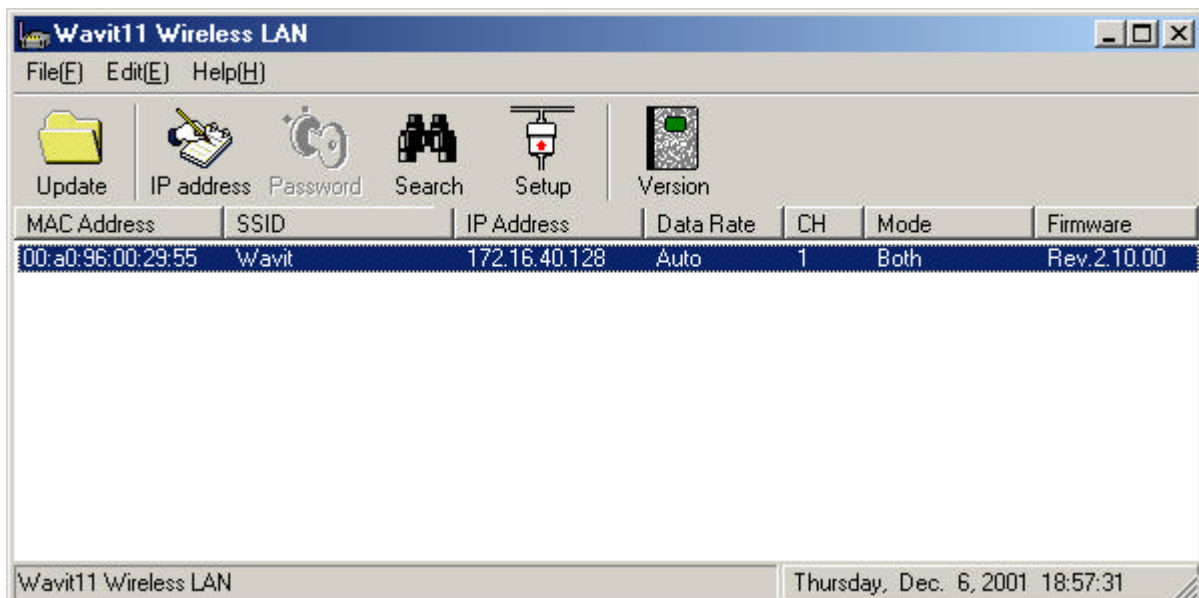 Wavit11 Wireless LAN
File(F) Edit(E) Help(H)
Update IP address Password Search Setup Version
MAC Address SSID IP Address Data Rate CH Mode Firmware
00:a0:96:00:29:55 Wavit 172.16.40.128 Auto 1 Both Rev.2.10.00
Wavit11 Wireless LAN Thursday, Dec. 6, 2001 18:57:31